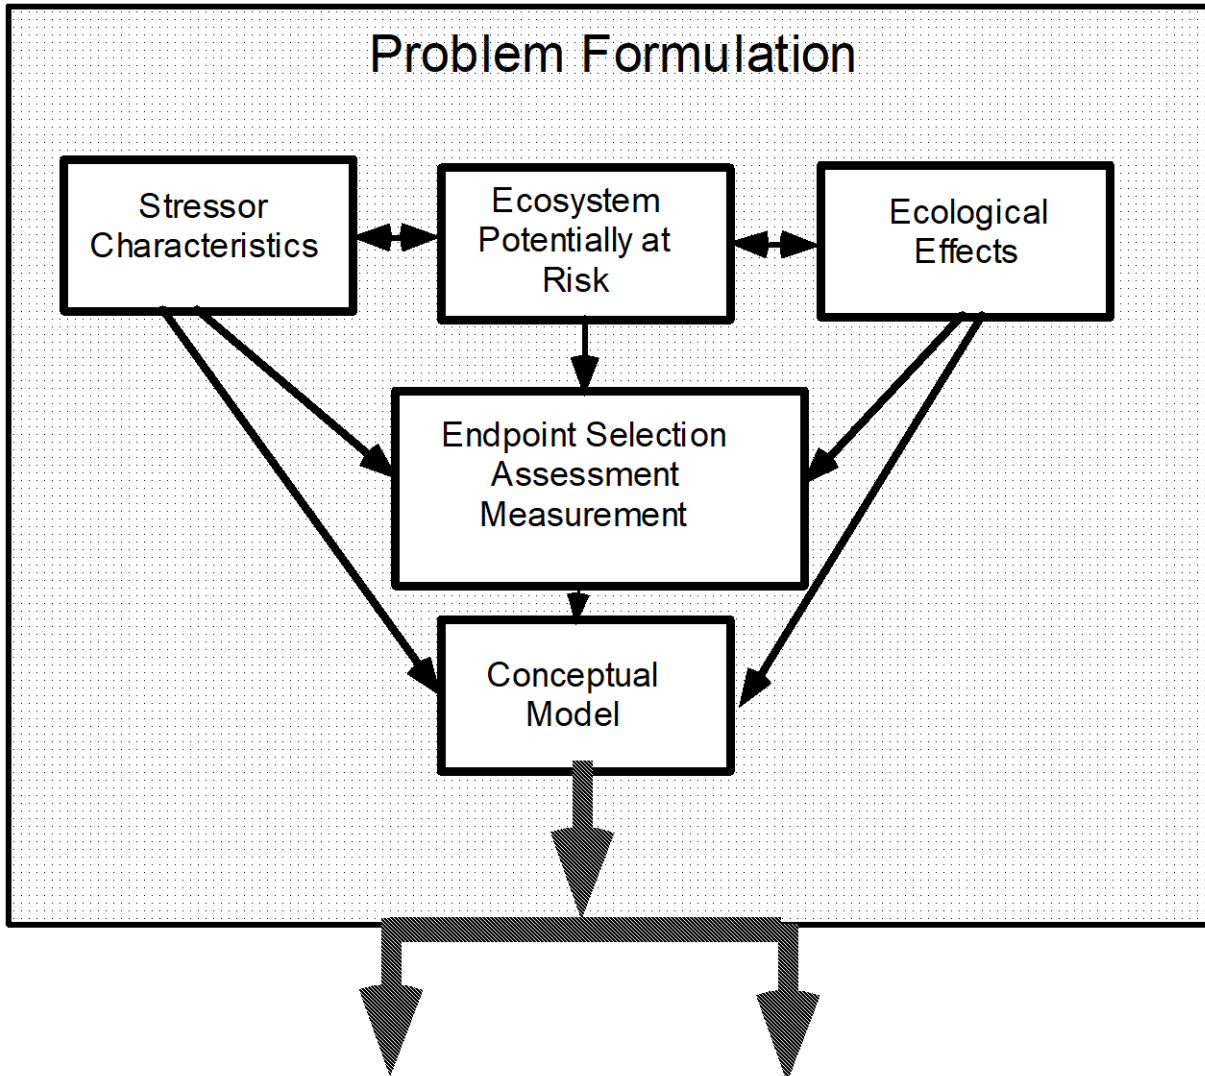 Problem Formulation
Stressor
Characteristics
Ecosystem
Potentially at
Risk
Ecological
Effects
Endpoint Selection
Assessment
Measurement
Conceptual
Model